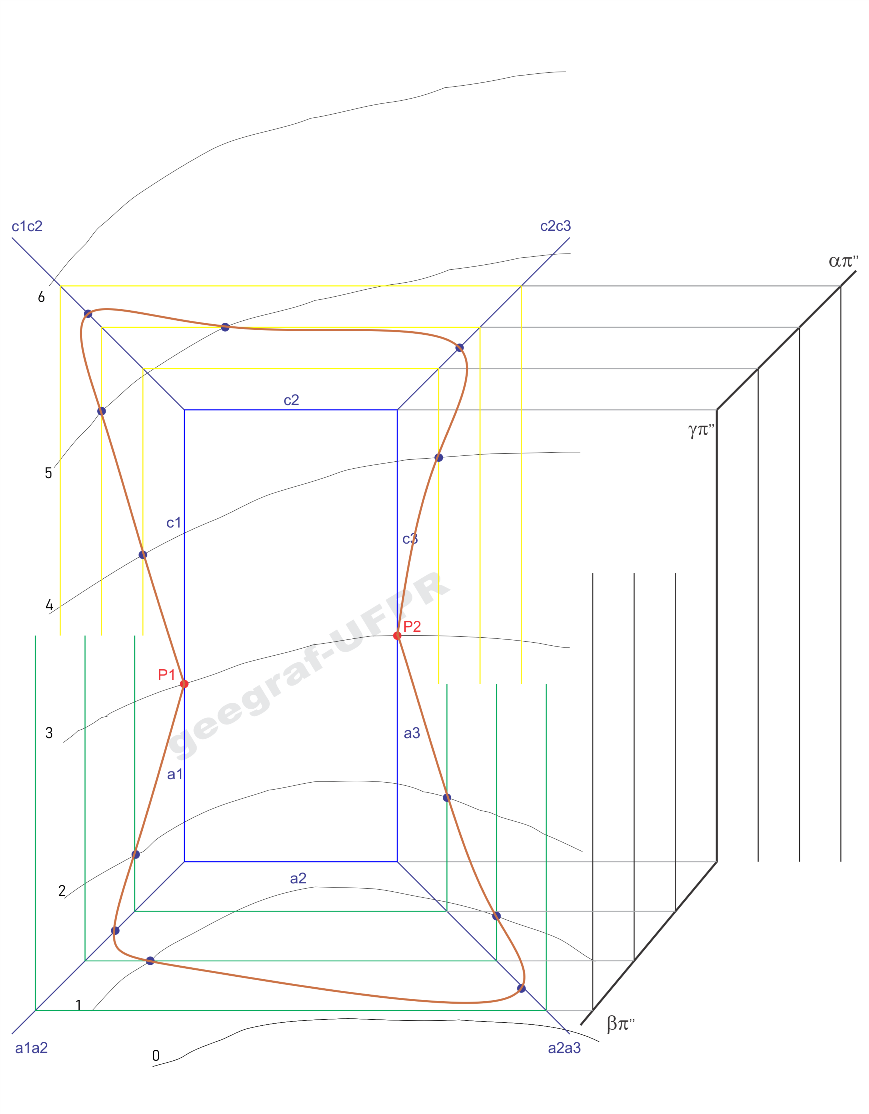 c1c2
c2c3
απ"
6
c2
γπ"
5
c1
c3
4
geegraf-UFPR
P2
P1
3
a3
a1
a2
2
1
βπ"
a1a2
a2a3
0